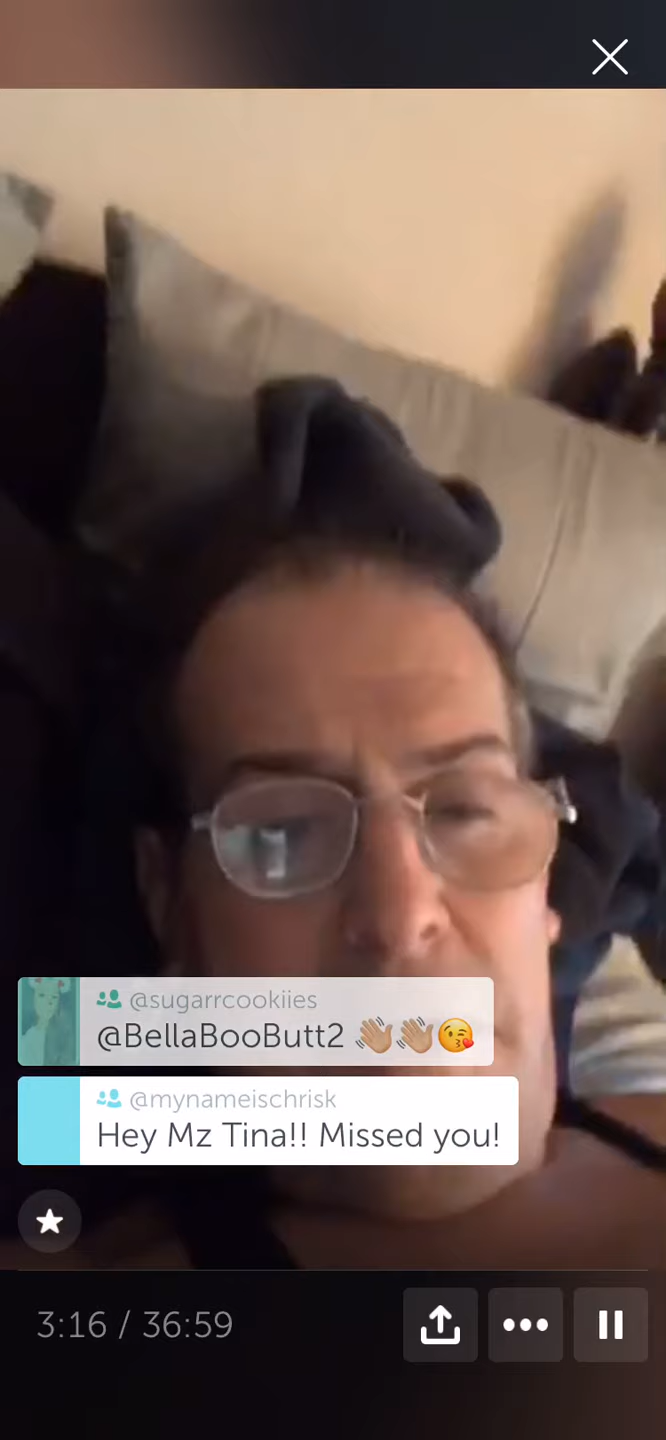 @sugarrcookiies
@BellaBooButt2 👋🏼👋🏼😘
@mynameischrisk
Hey Mz Tina!! Missed you!
3:16 / 36:59